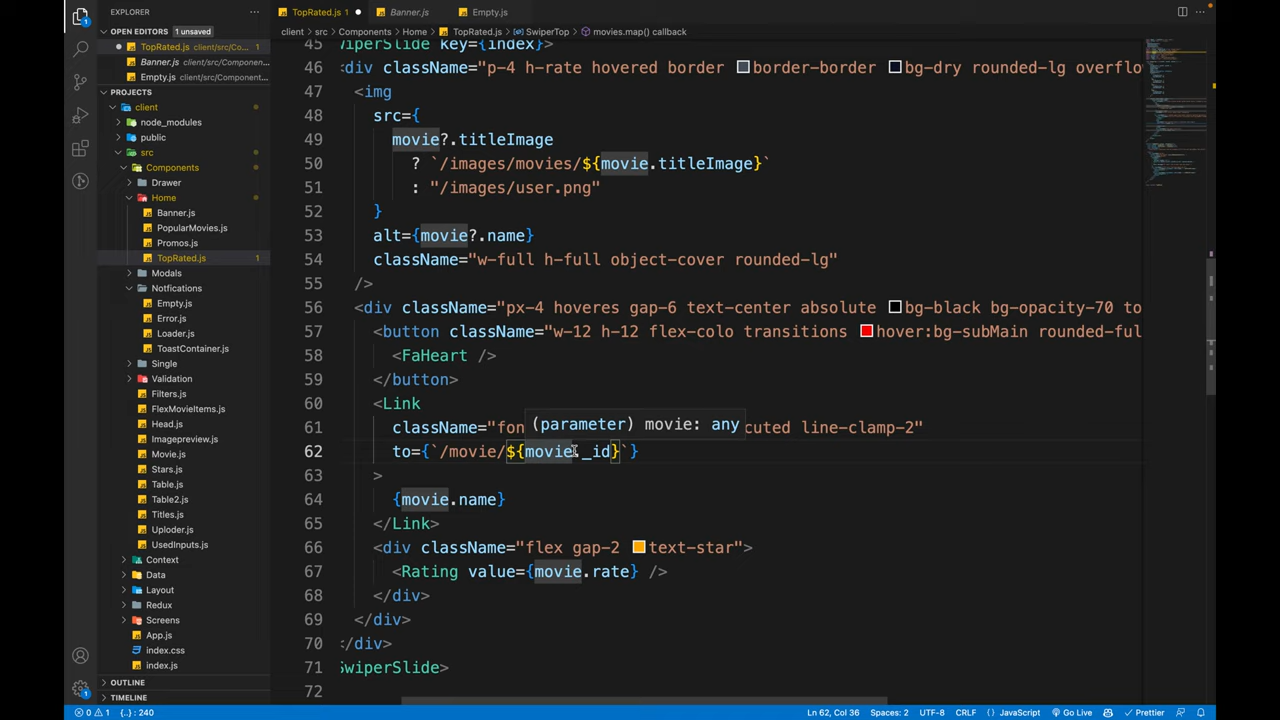 EXPLORER
TopRated.js 1
Banner.js
Empty.js
OPEN EDITORS 1 unsaved
TopRated.js client/src/Co... 1
Banner.js client/src/Compon...
Empty.js client/src/Component...
PROJECTS
client
node_modules
public
src
Components
Drawer
Home
Banner.js
PopularMovies.js
Promos.js
TopRated.js 1
Modals
Notfications
Empty.js
Error.js
Loader.js
ToastContainer.js
Single
Validation
Filters.js
FlexMovieItems.js
Head.js
Imagepreview.js
Movie.js
Stars.js
Table.js
Table2.js
Titles.js
Uploder.js
UsedInputs.js
Context
Data
Layout
Redux
Screens
App.js
index.css
index.js
OUTLINE
TIMELINE
client > src > Components > Home > TopRated.js > SwiperTop > movies.map() callback
45 SwiperSlide key={index}>
46 <div className="p-4 h-rate hovered border border-border bg-dry rounded-lg overflo
47 <img
48 src={
49 movie?.titleImage
50 ? `/images/movies/${movie.titleImage}`
51 : "/images/user.png"
52 }
53 alt={movie?.name}
54 className="w-full h-full object-cover rounded-lg"
55 />
56 <div className="px-4 hoveres gap-6 text-center absolute bg-black bg-opacity-70 to
57 <button className="w-12 h-12 flex-colo transitions hover:bg-subMain rounded-ful
58 <FaHeart />
59 </button>
60 <Link
(parameter) movie: any
61 className="fon cuted line-clamp-2"
62 to={`/movie/${movie._id}`}
63 >
64 {movie.name}
65 </Link>
66 <div className="flex gap-2 text-star">
67 <Rating value={movie.rate} />
68 </div>
69 </div>
70 </div>
71 SwiperSlide>
72
0 1 {..} : 240 Ln 62, Col 36 Spaces: 2 UTF-8 CRLF JavaScript Go Live Prettier